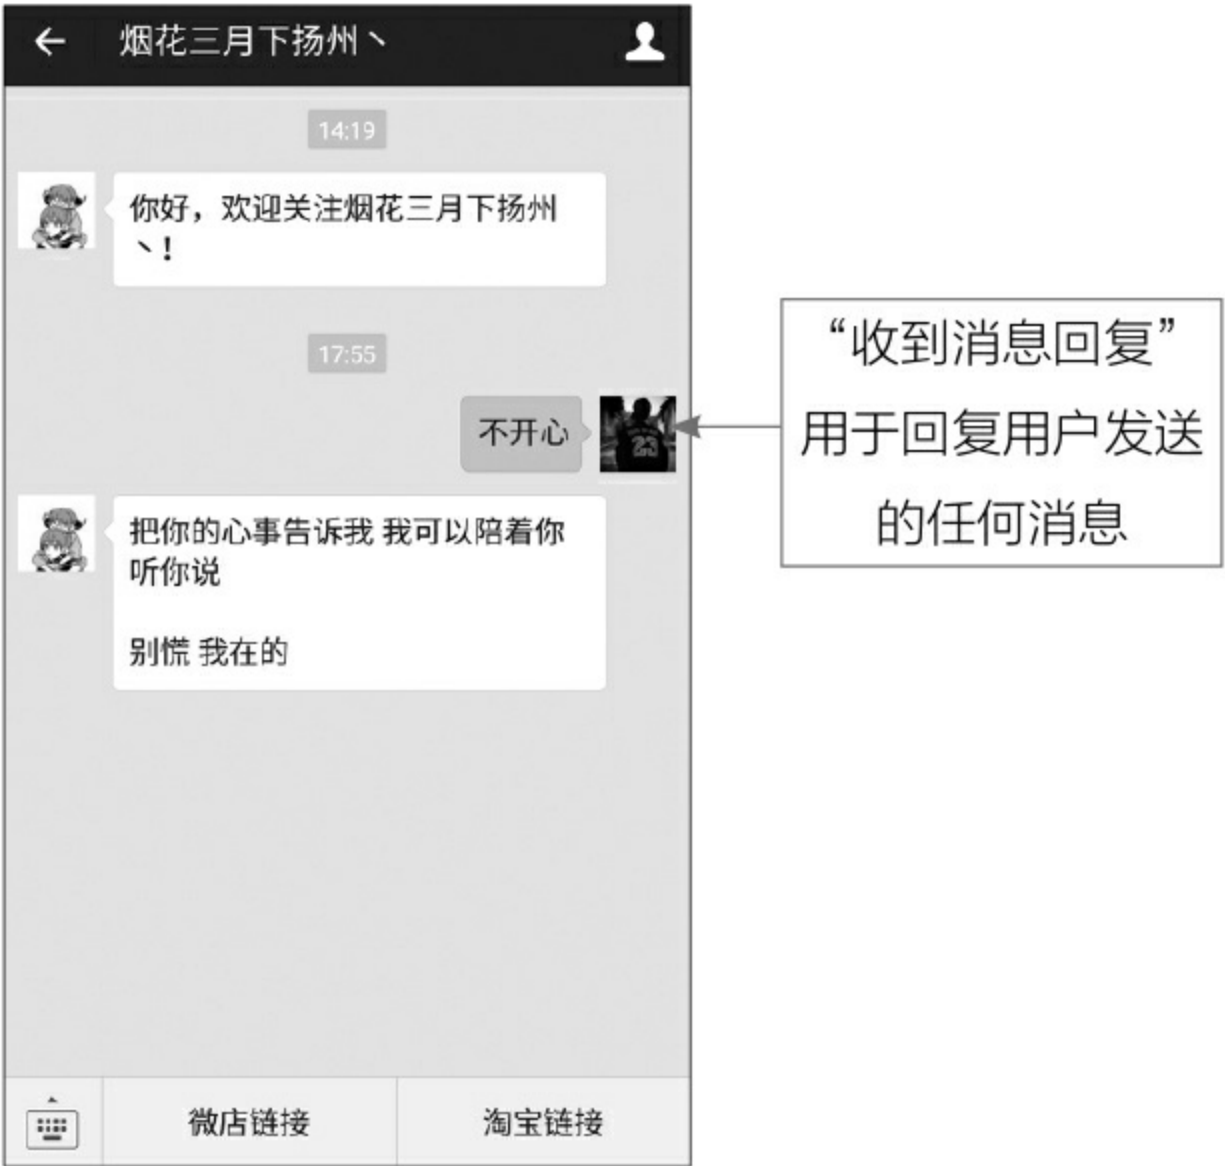 烟花三月下扬州丶
14:19
你好，欢迎关注烟花三月下扬州
丶！
17:55
不开心
23
把你的心事告诉我 我可以陪着你
听你说
别慌 我在的
微店链接
淘宝链接
“收到消息回复”
用于回复用户发送
的任何消息